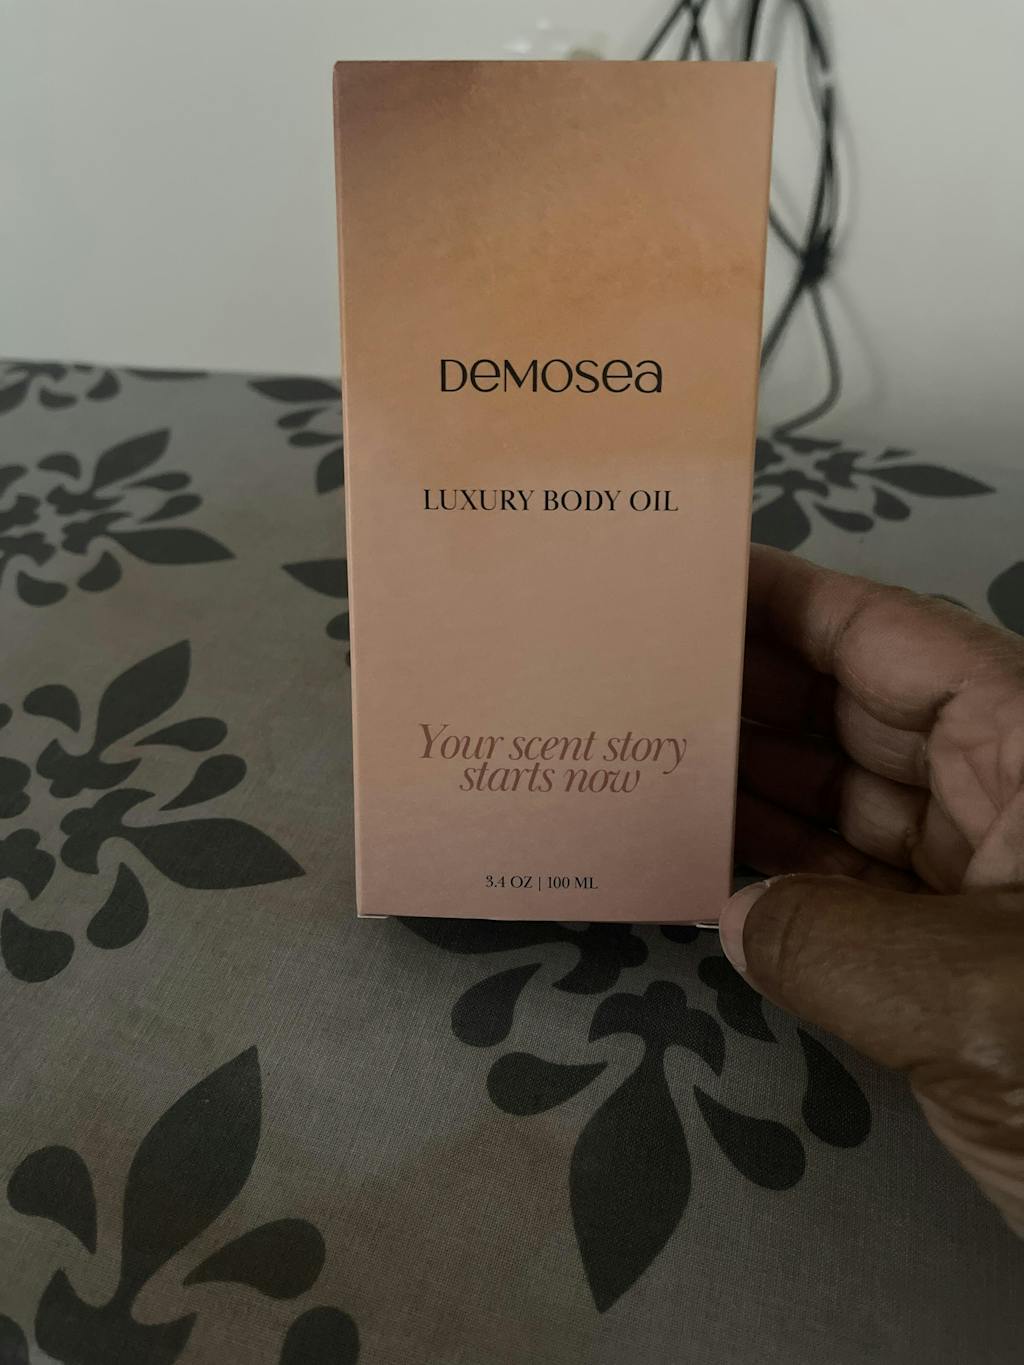 DeMOSea
LUXURY BODY OIL
Your scent story
starts now
3.4 OZ | 100 ML